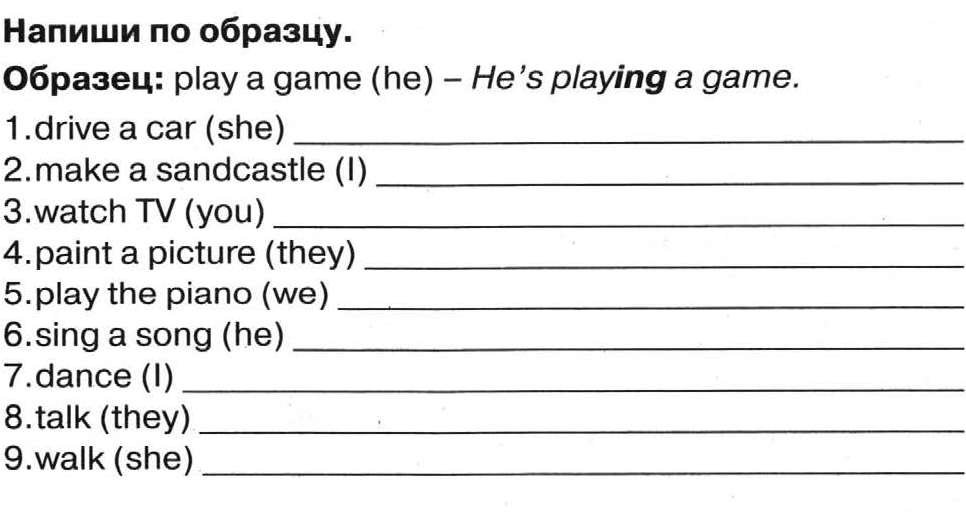 Напиши по образцу.
Образец: play a game (he) – He's playing a game.
1.drive a car (she)
2.make a sandcastle (I)
3.watch TV (you)
4.paint a picture (they)
5.play the piano (we)
6.sing a song (he)
7.dance (I)
8.talk (they)
9.walk (she)